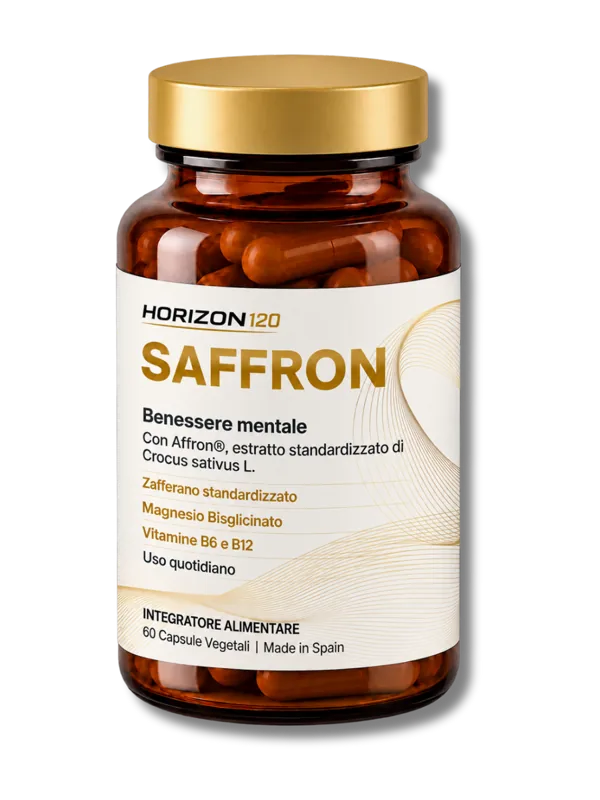 HORIZON120
SAFFRON
Benessere mentale
Con Affron®, estratto standardizzato di
Crocus sativus L.
Zafferano standardizzato
Magnesio Bisglicinato
Vitamine B6 e B12
Uso quotidiano
INTEGRATORE ALIMENTARE
60 Capsule Vegetali | Made in Spain